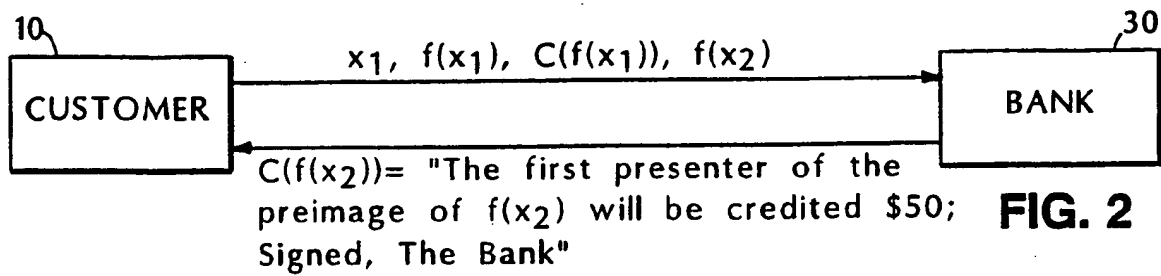 10
30
x₁, f(x₁), C(f(x₁)), f(x₂)
CUSTOMER
BANK
C(f(x₂))= "The first presenter of the
preimage of f(x₂) will be credited $50;
Signed, The Bank"
FIG. 2